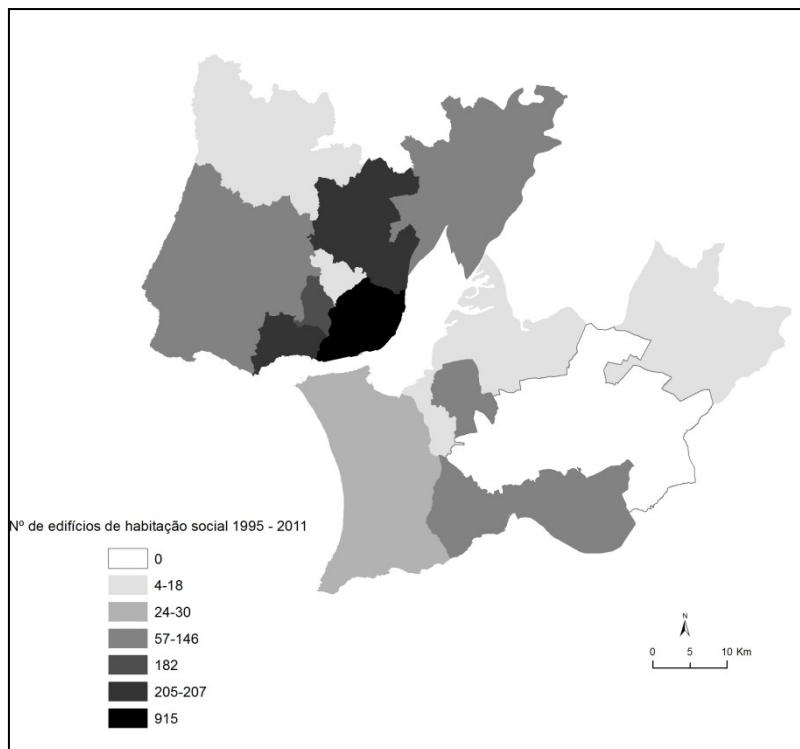 Nº de edifícios de habitação social 1995 - 2011
0
4-18
24-30
57-146
182
205-207
915
N
0 5 10 Km